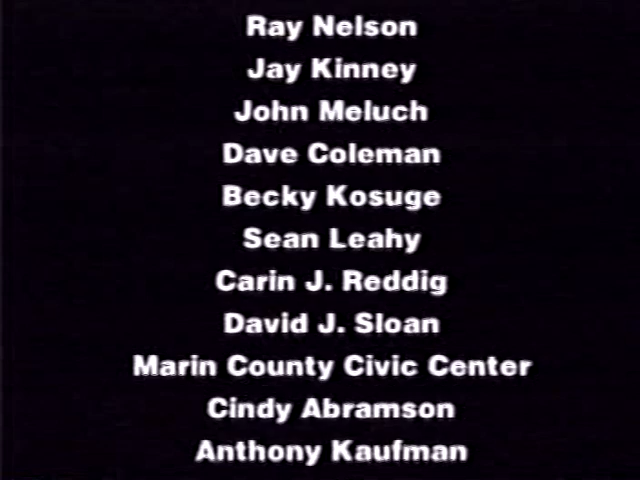 Ray Nelson
Jay Kinney
John Meluch
Dave Coleman
Becky Kosuge
Sean Leahy
Carin J. Reddig
David J. Sloan
Marin County Civic Center
Cindy Abramson
Anthony Kaufman